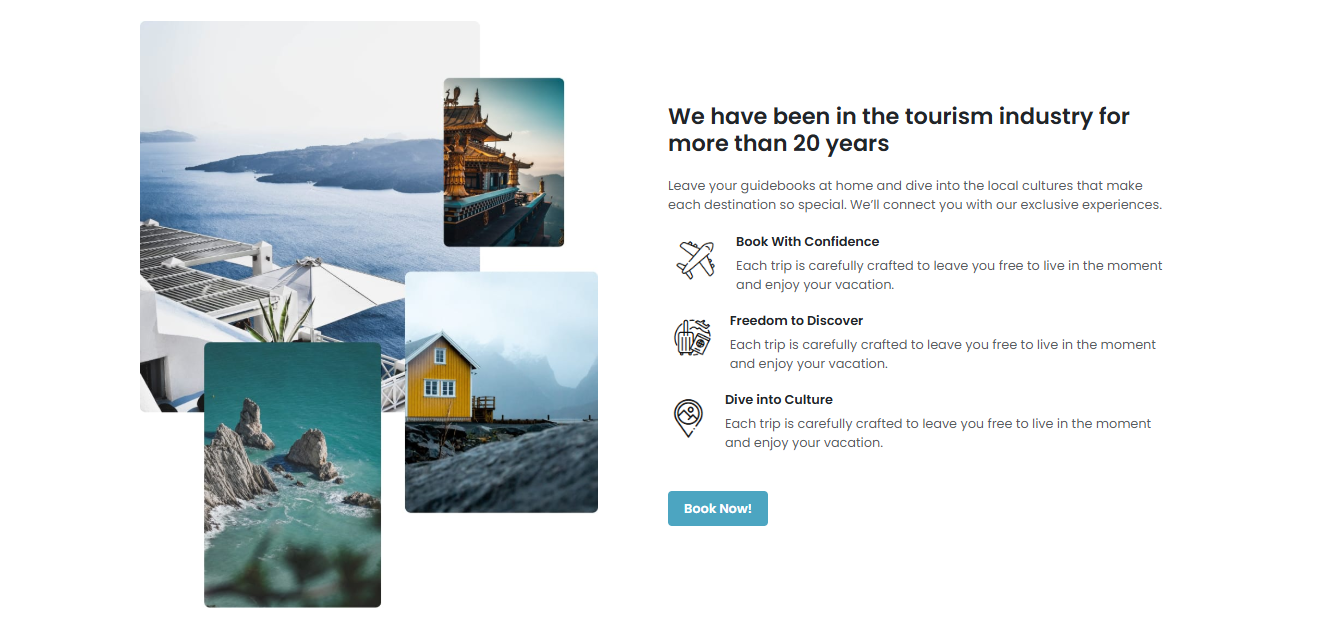 We have been in the tourism industry for
more than 20 years
Leave your guidebooks at home and dive into the local cultures that make
each destination so special. We’ll connect you with our exclusive experiences.
Book With Confidence
Each trip is carefully crafted to leave you free to live in the moment
and enjoy your vacation.
Freedom to Discover
Each trip is carefully crafted to leave you free to live in the moment
and enjoy your vacation.
Dive into Culture
Each trip is carefully crafted to leave you free to live in the moment
and enjoy your vacation.
Book Now!